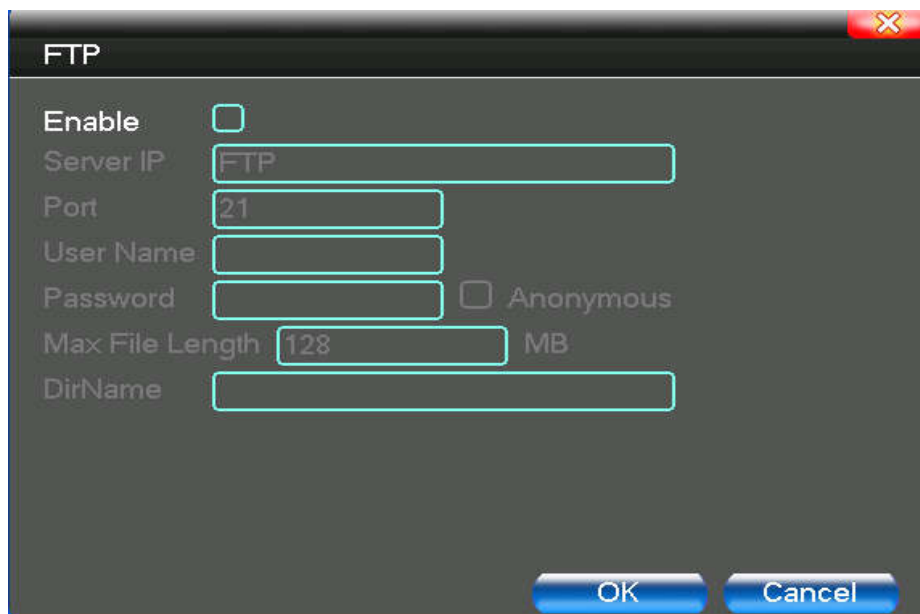 FTP
Enable
Server IP FTP
Port 21
User Name
Password Anonymous
Max File Length 128 MB
DirName
OK Cancel